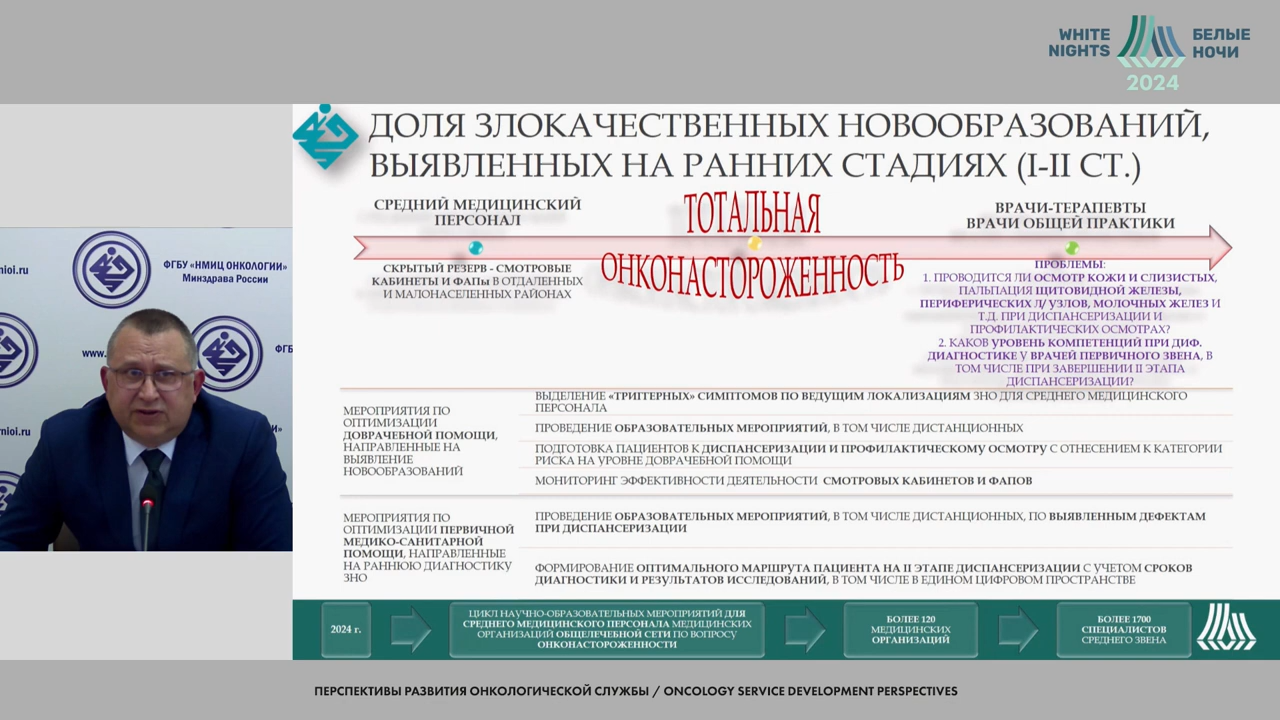 WHITE NIGHTS
БЕЛЫЕ НОЧИ
2024
ДОЛЯ ЗЛОКАЧЕСТВЕННЫХ НОВООБРАЗОВАНИЙ,
ВЫЯВЛЕННЫХ НА РАННИХ СТАДИЯХ (I-II СТ.)
СРЕДНИЙ МЕДИЦИНСКИЙ
ПЕРСОНАЛ
ТОТАЛЬНАЯ
ОНКОНАСТОРОЖЕННОСТЬ
ВРАЧИ-ТЕРАПЕВТЫ
ВРАЧИ ОБЩЕЙ ПРАКТИКИ
СКРЫТЫЙ РЕЗЕРВ - СМОТРОВЫЕ
КАБИНЕТЫ И ФАПы В ОТДАЛЕННЫХ
И МАЛОНАСЕЛЕННЫХ РАЙОНАХ
ПРОБЛЕМЫ:
1. ПРОВОДИТСЯ ЛИ ОСМОТР КОЖИ И СЛИЗИСТЫХ,
ПАЛЬПАЦИЯ ЩИТОВИДНОЙ ЖЕЛЕЗЫ,
ПЕРИФЕРИЧЕСКИХ Л/УЗЛОВ, МОЛОЧНЫХ ЖЕЛЕЗ И
Т.Д. ПРИ ДИСПАНСЕРИЗАЦИИ И
ПРОФИЛАКТИЧЕСКИХ ОСМОТРАХ?
2. КАКОВ УРОВЕНЬ КОМПЕТЕНЦИЙ ПРИ ДИФ.
ДИАГНОСТИКЕ У ВРАЧЕЙ ПЕРВИЧНОГО ЗВЕНА, В
ТОМ ЧИСЛЕ ПРИ ЗАВЕРШЕНИИ II ЭТАПА
ДИСПАНСЕРИЗАЦИИ?
МЕРОПРИЯТИЯ ПО
ОПТИМИЗАЦИИ
ДОВРАЧЕБНОЙ ПОМОЩИ,
НАПРАВЛЕННЫЕ НА
ВЫЯВЛЕНИЕ
НОВООБРАЗОВАНИЙ
ВЫДЕЛЕНИЕ «ТРИГГЕРНЫХ» СИМПТОМОВ ПО ВЕДУЩИМ ЛОКАЛИЗАЦИЯМ ЗНО ДЛЯ СРЕДНЕГО МЕДИЦИНСКОГО
ПЕРСОНАЛА
ПРОВЕДЕНИЕ ОБРАЗОВАТЕЛЬНЫХ МЕРОПРИЯТИЙ, В ТОМ ЧИСЛЕ ДИСТАНЦИОННЫХ
ПОДГОТОВКА ПАЦИЕНТОВ К ДИСПАНСЕРИЗАЦИИ И ПРОФИЛАКТИЧЕСКОМУ ОСМОТРУ С ОТНЕСЕНИЕМ К КАТЕГОРИИ
РИСКА НА УРОВНЕ ДОВРАЧЕБНОЙ ПОМОЩИ
МОНИТОРИНГ ЭФФЕКТИВНОСТИ ДЕЯТЕЛЬНОСТИ СМОТРОВЫХ КАБИНЕТОВ И ФАПОВ
МЕРОПРИЯТИЯ ПО
ОПТИМИЗАЦИИ ПЕРВИЧНОЙ
МЕДИКО-САНИТАРНОЙ
ПОМОЩИ, НАПРАВЛЕННЫЕ
НА РАННЮЮ ДИАГНОСТИКУ
ЗНО
ПРОВЕДЕНИЕ ОБРАЗОВАТЕЛЬНЫХ МЕРОПРИЯТИЙ, В ТОМ ЧИСЛЕ ДИСТАНЦИОННЫХ, ПО ВЫЯВЛЕННЫМ ДЕФЕКТАМ
ПРИ ДИСПАНСЕРИЗАЦИИ
ФОРМИРОВАНИЕ ОПТИМАЛЬНОГО МАРШРУТА ПАЦИЕНТА НА II ЭТАПЕ ДИСПАНСЕРИЗАЦИИ С УЧЕТОМ СРОКОВ
ДИАГНОСТИКИ И РЕЗУЛЬТАТОВ ИССЛЕДОВАНИЙ, В ТОМ ЧИСЛЕ В ЕДИНОМ ЦИФРОВОМ ПРОСТРАНСТВЕ
2024 г.
ЦИКЛ НАУЧНО-ОБРАЗОВАТЕЛЬНЫХ МЕРОПРИЯТИЙ ДЛЯ
СРЕДНЕГО МЕДИЦИНСКОГО ПЕРСОНАЛА МЕДИЦИНСКИХ
ОРГАНИЗАЦИЙ ОБЩЕЛЕЧЕБНОЙ СЕТИ ПО ВОПРОСУ
ОНКОНАСТОРОЖЕННОСТИ
БОЛЕЕ 120
МЕДИЦИНСКИХ
ОРГАНИЗАЦИЙ
БОЛЕЕ 1700
СПЕЦИАЛИСТОВ
СРЕДНЕГО ЗВЕНА
ФГБУ «НМИЦ ОНКОЛОГИИ»
Минздрава России
rnioi.ru
www.
ФГБ
rnioi.ru
И»
ПЕРСПЕКТИВЫ РАЗВИТИЯ ОНКОЛОГИЧЕСКОЙ СЛУЖБЫ / ONCOLOGY SERVICE DEVELOPMENT PERSPECTIVES